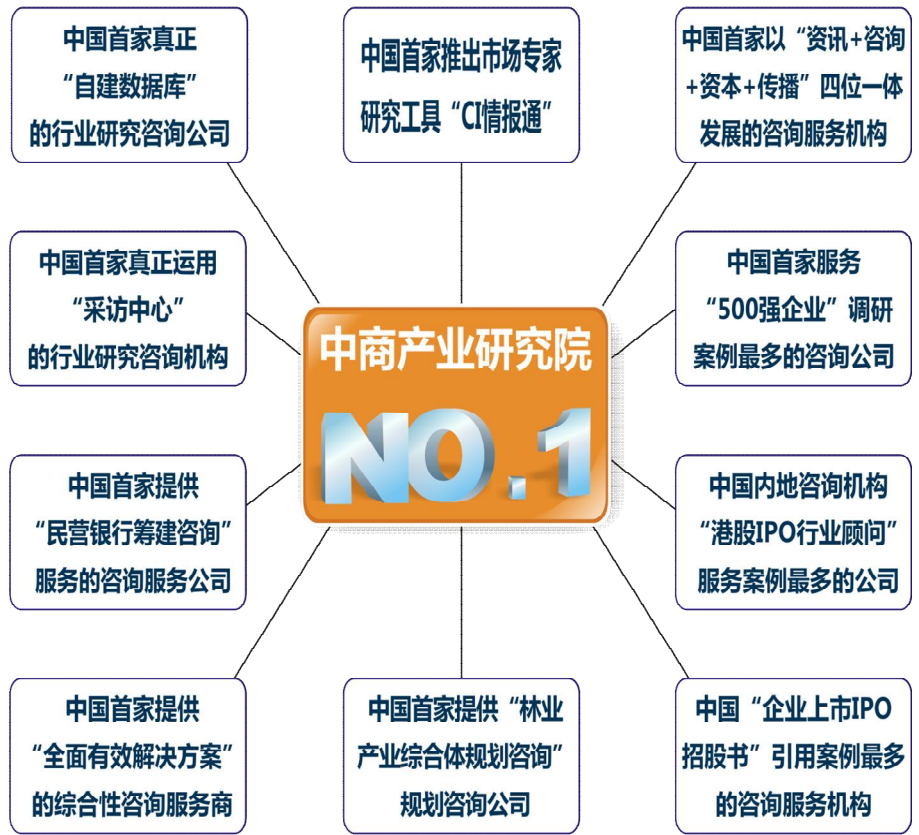 中国首家真正
“自建数据库”
的行业研究咨询公司
中国首家推出市场专家
研究工具“CI情报通”
中国首家以“资讯+咨询
+资本+传播”四位一体
发展的咨询服务机构
中国首家真正运用
“采访中心”
的行业研究咨询机构
中国首家服务
“500强企业”调研
案例最多的咨询公司
中商产业研究院
NO.1
中国首家提供
“民营银行筹建咨询”
服务的咨询服务公司
中国内地咨询机构
“港股IPO行业顾问”
服务案例最多的公司
中国首家提供
“全面有效解决方案”
的综合性咨询服务商
中国首家提供“林业
产业综合体规划咨询”
规划咨询公司
中国“企业上市IPO
招股书”引用案例最多
的咨询服务机构